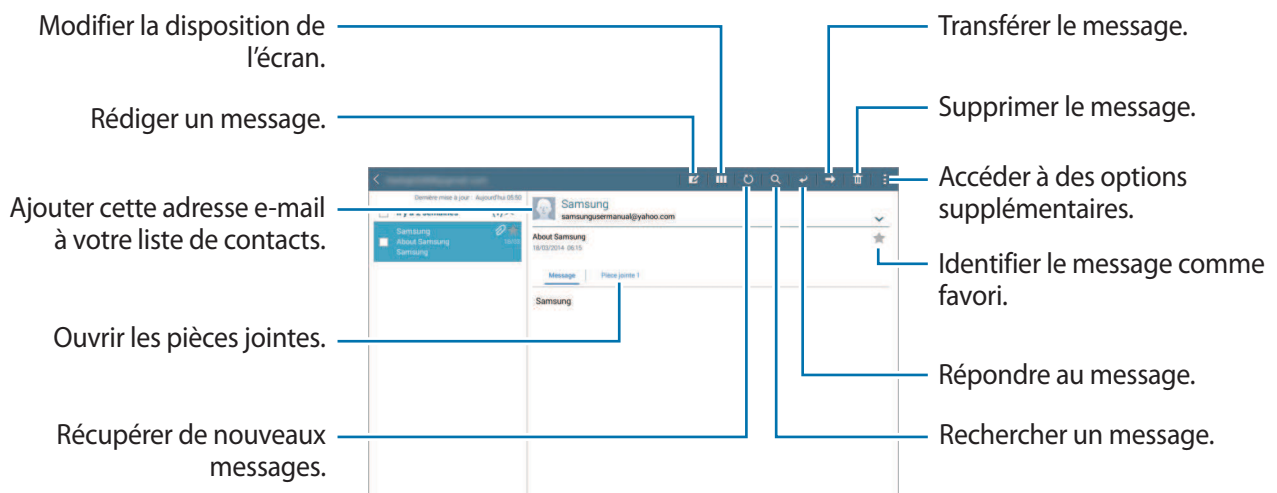 Modifier la disposition de
l'écran.
Rédiger un message.
Ajouter cette adresse e-mail
à votre liste de contacts.
Ouvrir les pièces jointes.
Récupérer de nouveaux
messages.
Dernière mise à jour : Aujourd'hui 05:50
Samsung
About Samsung
18/03
Samsung
Samsung
samsungusermanual@yahoo.com
About Samsung
18/03/2014 06:15
Message
Pièce jointe 1
Samsung
Transférer le message.
Supprimer le message.
Accéder à des options
supplémentaires.
Identifier le message comme
favori.
Répondre au message.
Rechercher un message.